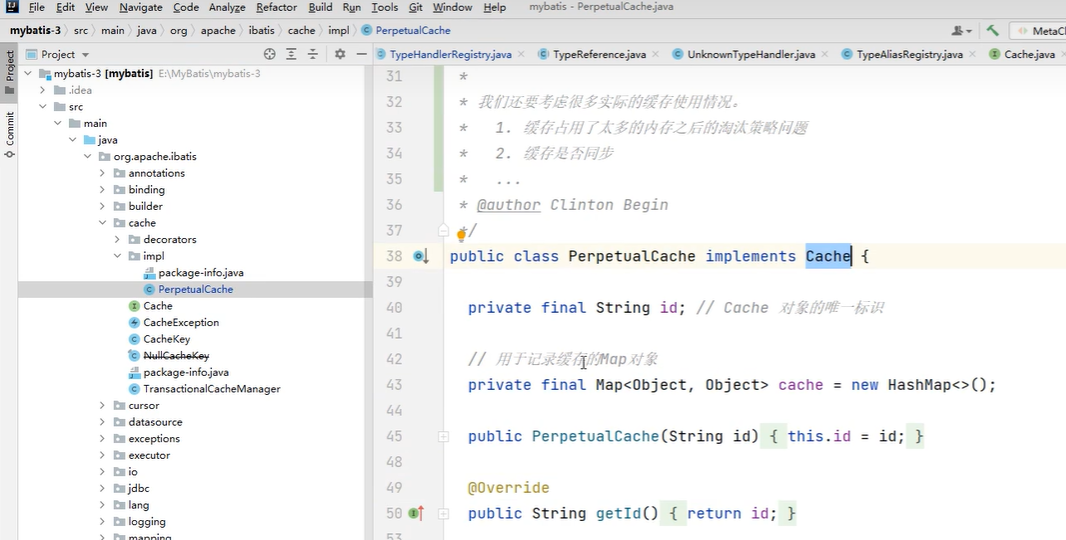 File Edit View Navigate Code Analyze Refactor Build Run Tools Git Window Help mybatis - PerpetualCache.java
mybatis-3 src main java org apache ibatis cache impl PerpetualCache MetaCl
Project
TypeHandlerRegistry.java TypeReference.java UnknownTypeHandler.java TypeAliasRegistry.java Cache.java
Project
Commit
mybatis-3 [mybatis] E:\MyBatis\mybatis-3
.idea
src
main
java
org.apache.ibatis
annotations
binding
builder
cache
decorators
impl
package-info.java
PerpetualCache
Cache
CacheException
CacheKey
NullCacheKey
package-info.java
TransactionalCacheManager
cursor
datasource
exceptions
executor
io
jdbc
lang
logging
mapping
31 *
32 * 我们还要考虑很多实际的缓存使用情况。
33 * 1. 缓存占用了太多的内存之后的淘汰策略问题
34 * 2. 缓存是否同步
35 * ...
36 * @author Clinton Begin
37 */
38 public class PerpetualCache implements Cache {
39
40 private final String id; // Cache 对象的唯一标识
41
42 // 用于记录缓存的Map对象
43 private final Map<Object, Object> cache = new HashMap<>();
44
45 public PerpetualCache(String id) { this.id = id; }
48
49 @Override
50 public String getId() { return id; }
53